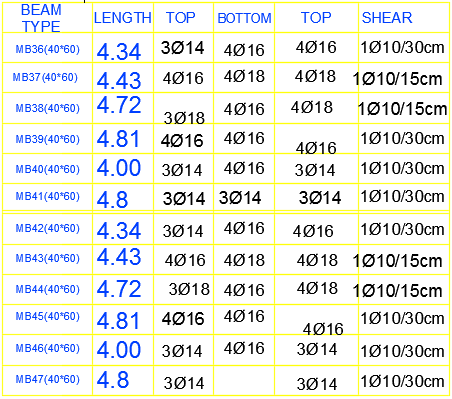 BEAM TYPE LENGTH TOP BOTTOM TOP SHEAR
MB36(40*60) 4.34 3Ø14 4Ø16 4Ø16 1Ø10/30cm
MB37(40*60) 4.43 4Ø16 4Ø18 4Ø18 1Ø10/15cm
MB38(40*60) 4.72 3Ø18 4Ø16 4Ø18 1Ø10/15cm
MB39(40*60) 4.81 4Ø16 4Ø16 4Ø16 1Ø10/30cm
MB40(40*60) 4.00 3Ø14 4Ø16 3Ø14 1Ø10/30cm
MB41(40*60) 4.8 3Ø14 3Ø14 3Ø14 1Ø10/30cm
MB42(40*60) 4.34 3Ø14 4Ø16 4Ø16 1Ø10/30cm
MB43(40*60) 4.43 4Ø16 4Ø18 4Ø18 1Ø10/15cm
MB44(40*60) 4.72 3Ø18 4Ø16 4Ø18 1Ø10/15cm
MB45(40*60) 4.81 4Ø16 4Ø16 4Ø16 1Ø10/30cm
MB46(40*60) 4.00 3Ø14 4Ø16 3Ø14 1Ø10/30cm
MB47(40*60) 4.8 3Ø14 3Ø14 1Ø10/30cm